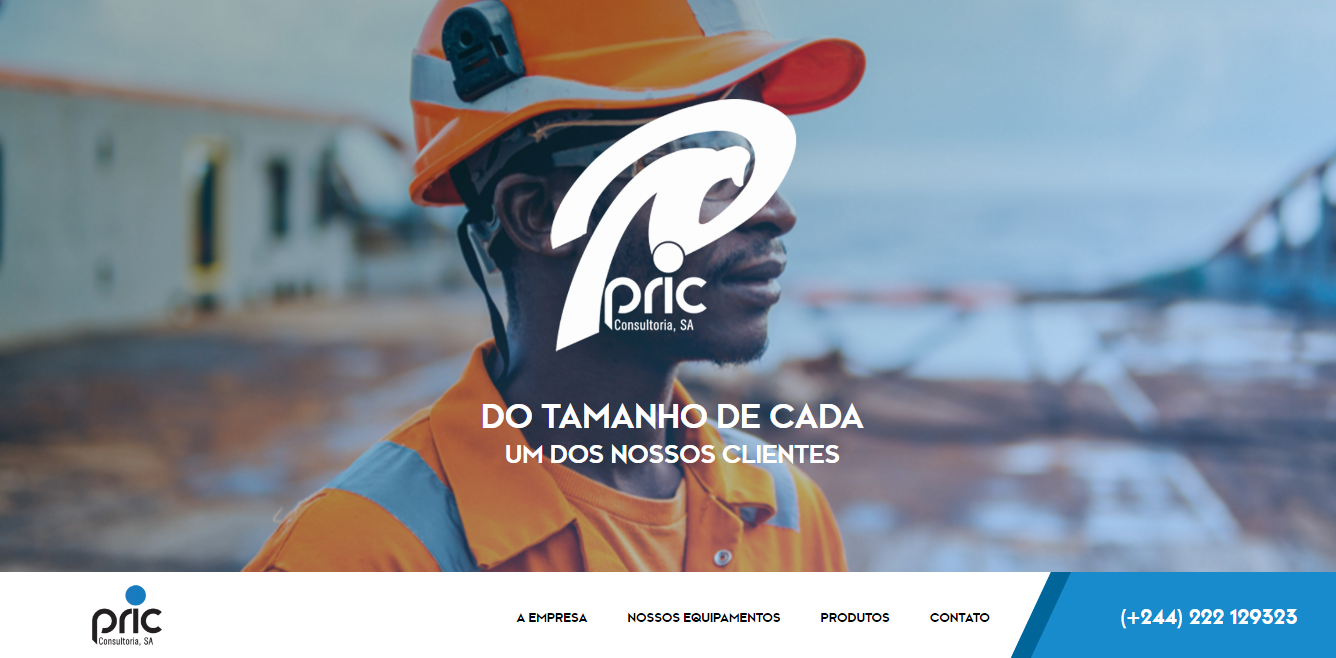 pric
Consultoria, SA
DO TAMANHO DE CADA
UM DOS NOSSOS CLIENTES
pric
Consultoria, SA
A EMPRESA
NOSSOS EQUIPAMENTOS
PRODUTOS
CONTATO
(+244) 222 129323